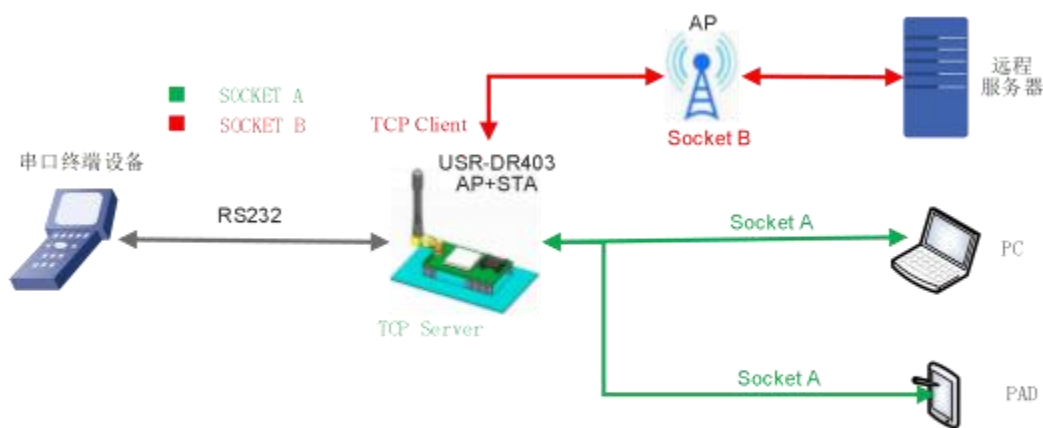 AP
远程
服务器
SOCKET A
SOCKET B
TCP Client
Socket B
串口终端设备
USR-DR403
AP+STA
RS232
Socket A
PC
TCP Server
Socket A
PAD